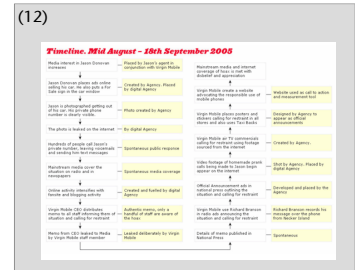 (12)
Timeline. Mid August – 18th September 2005
Media interest in Jason Donovan
increases
Placed by Jason's agent in
conjunction with Virgin Mobile
Jason Donovan places ads online
selling his car. He also puts a For
Sale sign in the car window
Created by Agency. Placed
by digital Agency
Jason is photographed getting out
of his car. The private phone
number is clearly visible.
Photo created by Agency
The photo is leaked on the internet
By digital Agency
Hundreds of people call Jason's
private number, leaving voicemails
and sending him text messages
Spontaneous public response
Mainstream media cover the
situation on radio and in
newspapers
Spontaneous media coverage
Online activity intensifies with
fansite and blogging activity
Created and fuelled by digital
Agency
Virgin Mobile CEO distributes
memo to all staff informing them of
situation and calling for restraint
Authentic memo, only a
handful of staff are aware of
the hoax
Memo from CEO leaked to Media
by Virgin Mobile staff member
Leaked deliberately by Virgin
Mobile
Mainstream media and internet
coverage of hoax is met with
disbelief and appreciation
Virgin Mobile create a website
advocating the responsible use of
mobile phones
Website used as call to action
and measurement tool
Virgin Mobile place posters and
stickers calling for restraint in all
stores and also uses Taxi Backs
Designed by Agency to
appear as official
announcements
Virgin Mobile air TV commercials
calling for restraint using footage
sourced from the internet
Created by Agency.
Video footage of homemade prank
calls being made to Jason begin
appear on the internet
Shot by Agency. Placed by
digital Agency
Official announcement ads in
national press outlining the
situation and calling for restraint
Developed and placed by the
Agency
Virgin Mobile use Richard Branson
in radio ads announcing the
situation and calling for restraint
Richard Branson records his
message over the phone
from Necker Island
Details of memo published in
National Press
Spontaneous